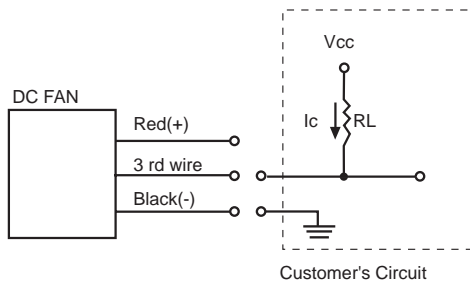 Vcc
DC FAN
Ic
RL
Red(+)
3 rd wire
Black(-)
Customer's Circuit